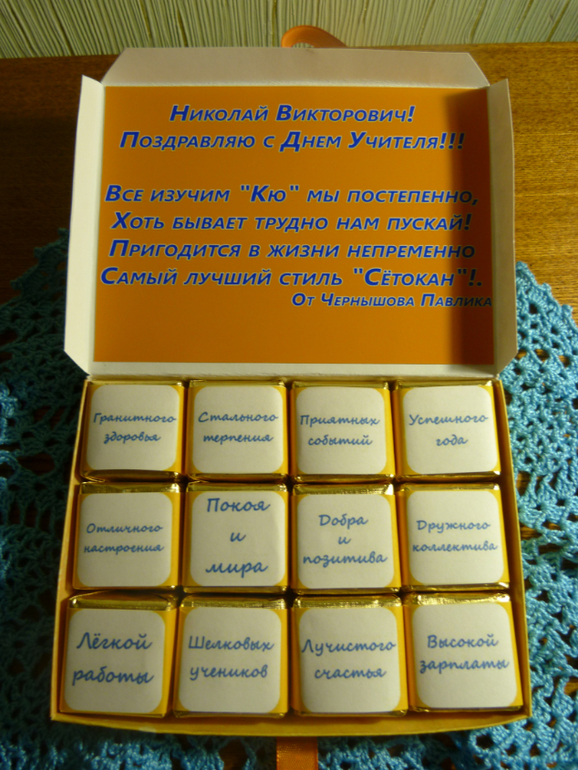 Николай Викторович!
Поздравляю с Днем Учителя!!!
Все изучим "Кю" мы постепенно,
Хоть бывает трудно нам пускай!
Пригодится в жизни непременно
Самый лучший стиль "Сётокан"!.
От Чернышова Павлика
Гранитного
здоровья
Стального
терпения
Приятных
событий
Успешного
года
Отличного
настроения
Покоя
и
мира
Добра
и
позитива
Дружного
коллектива
Лёгкой
работы
Шелковых
учеников
Лучистого
счастья
Высокой
зарплаты